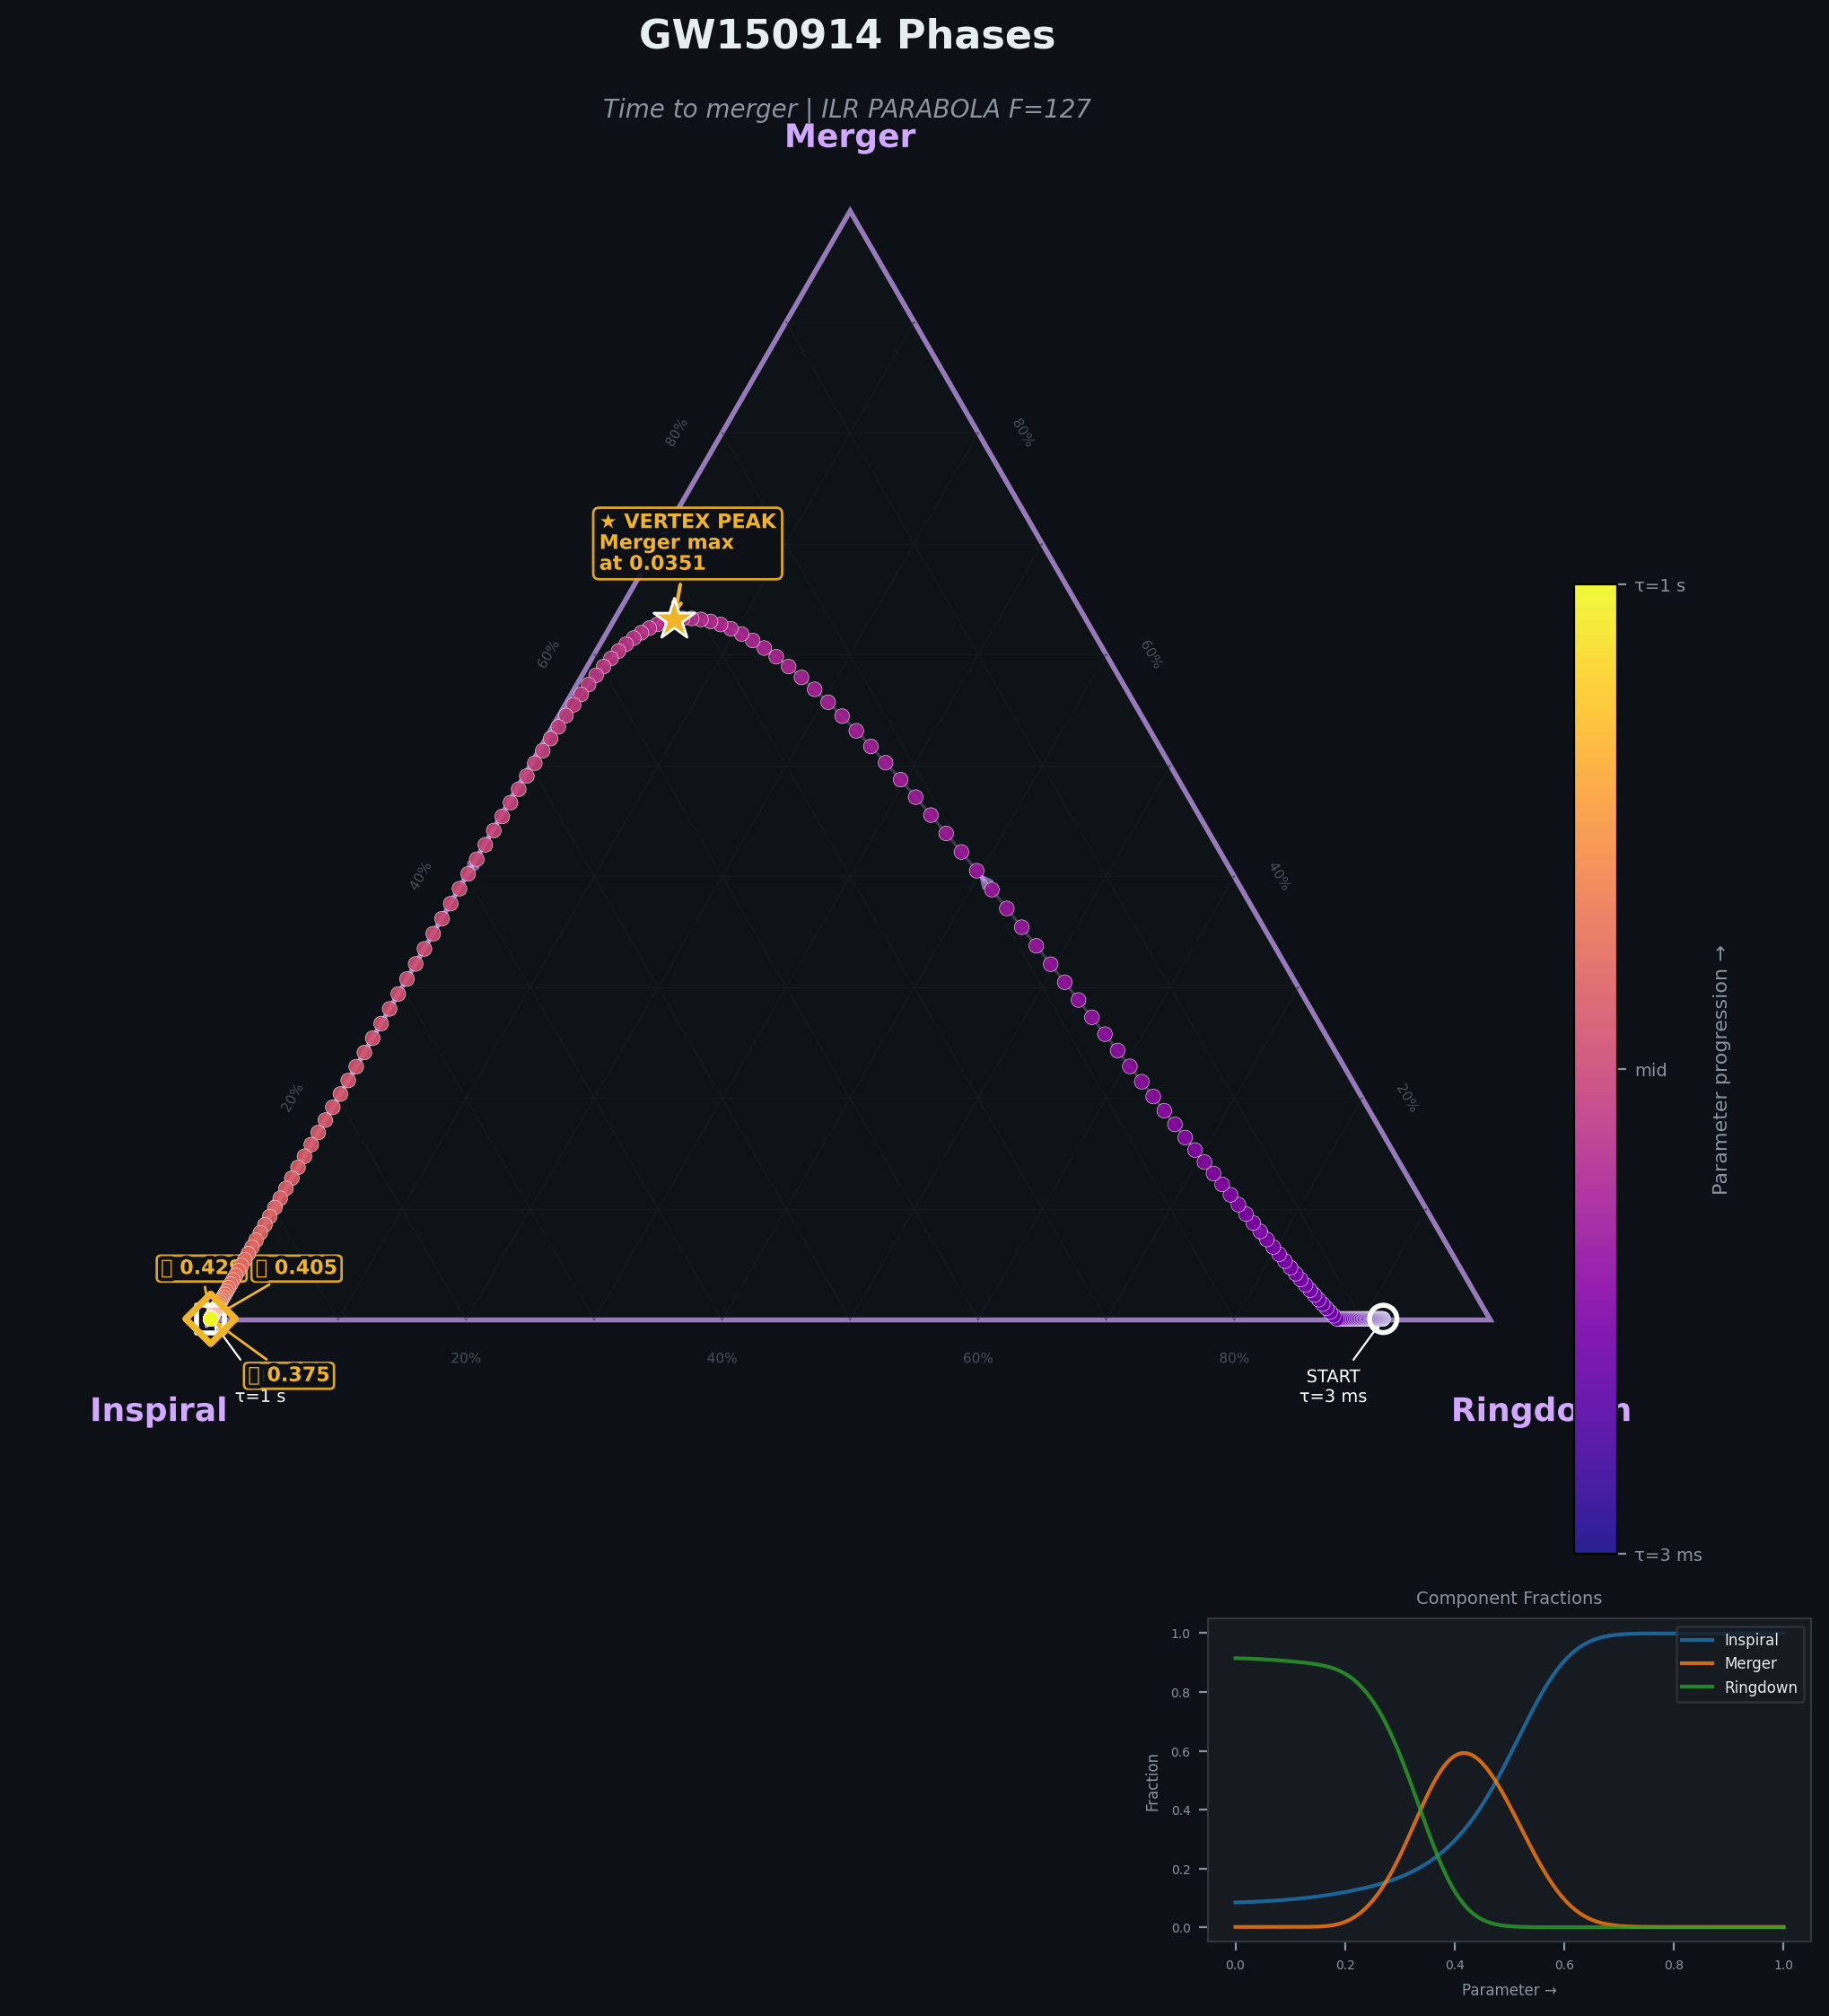 GW150914 Phases
Time to merger | ILR PARABOLA F=127
Merger
80%
80%
★ VERTEX PEAK
Merger max
at 0.0351
60%
60%
40%
40%
20%
20%
τ=1 s
mid
τ=3 ms
Parameter progression →
0.429
0.405
0.375
τ=1 s
20%
40%
60%
80%
START
τ=3 ms
Inspiral
Component Fractions
Inspiral
Merger
Ringdown
1.0
0.8
0.6
0.4
0.2
0.0
Fraction
0.0
0.2
0.4
0.6
0.8
1.0
Parameter →